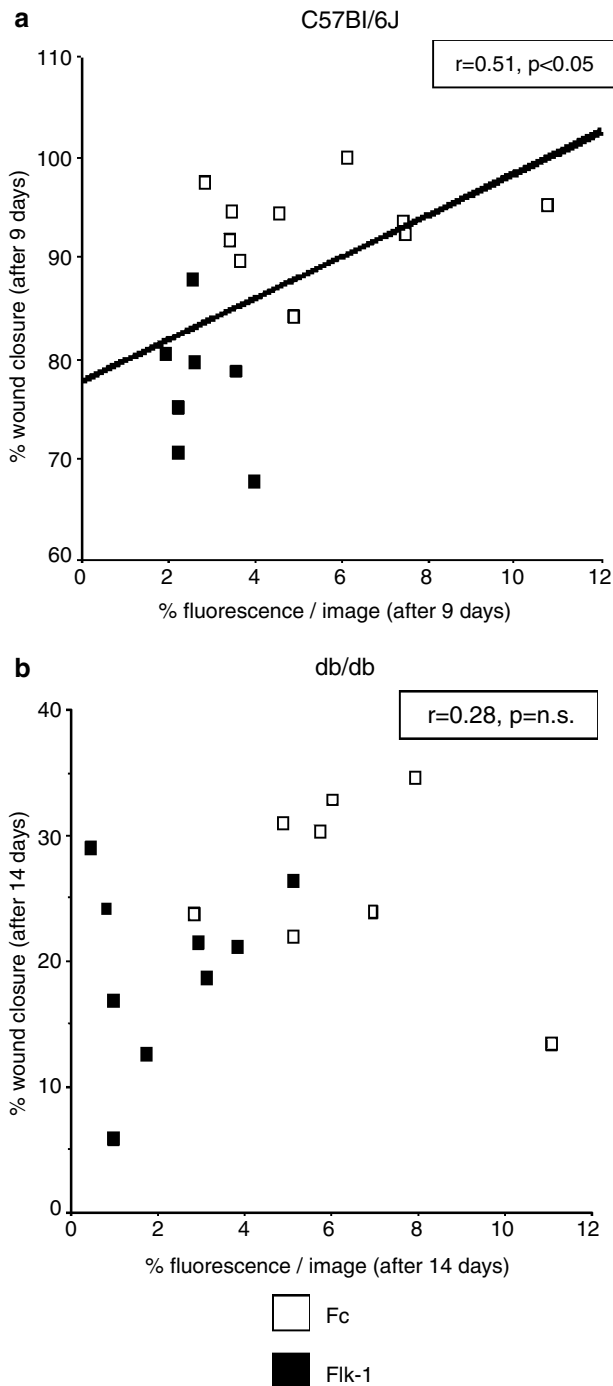 a
C57Bl/6J
r=0.51, p<0.05
110
100
90
80
70
60
0
2
4
6
8
10
12
% wound closure (after 9 days)
% fluorescence / image (after 9 days)
b
db/db
r=0.28, p=n.s.
40
30
20
10
0
0
2
4
6
8
10
12
% wound closure (after 14 days)
% fluorescence / image (after 14 days)
Fc
Flk-1